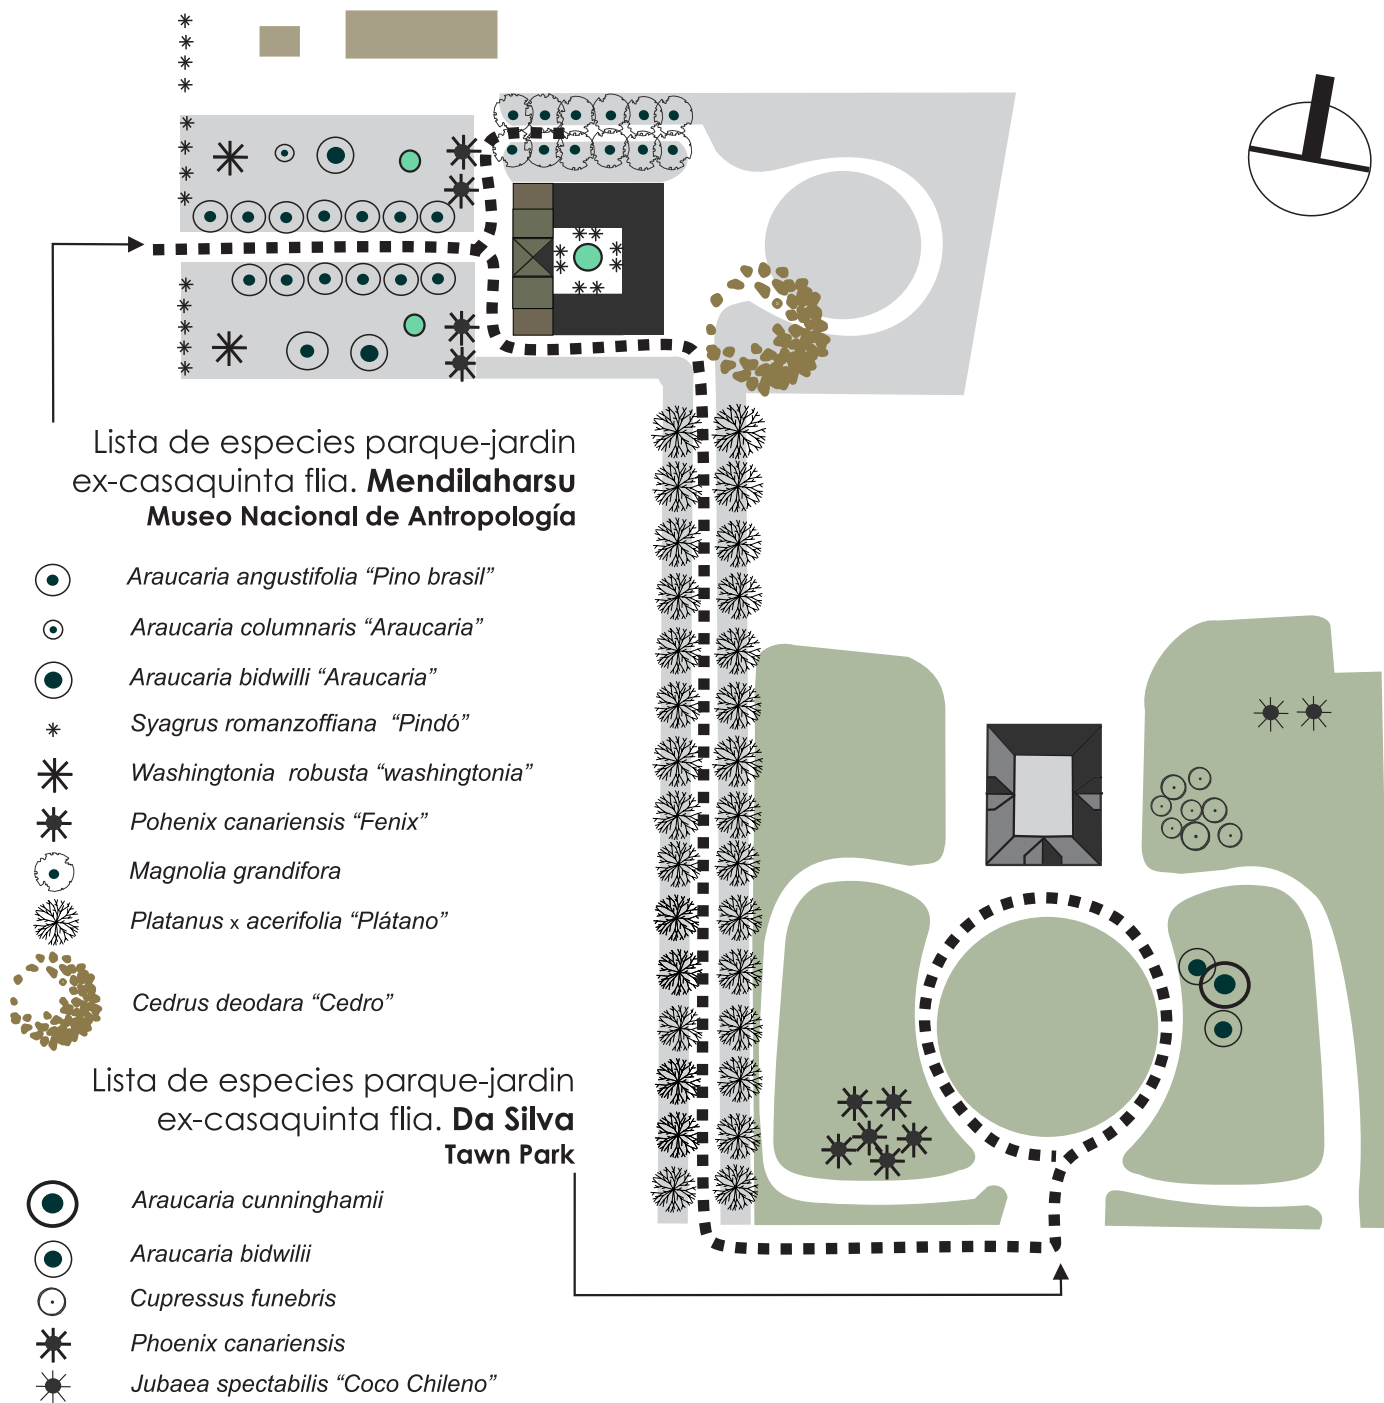 Lista de especies parque-jardin
ex-casaquinta flia. Mendilaharsu
Museo Nacional de Antropología
Araucaria angustifolia “Pino brasil”
Araucaria columnaris “Araucaria”
Araucaria bidwilli “Araucaria”
Syagrus romanzoffiana “Pindó”
Washingtonia robusta “washingtonia”
Pohenix canariensis “Fenix”
Magnolia grandifora
Platanus x acerifolia “Plátano”
Cedrus deodara “Cedro”
Lista de especies parque-jardin
ex-casaquinta flia. Da Silva
Tawn Park
Araucaria cunninghamii
Araucaria bidwilii
Cupressus funebris
Phoenix canariensis
Jubaea spectabilis “Coco Chileno”